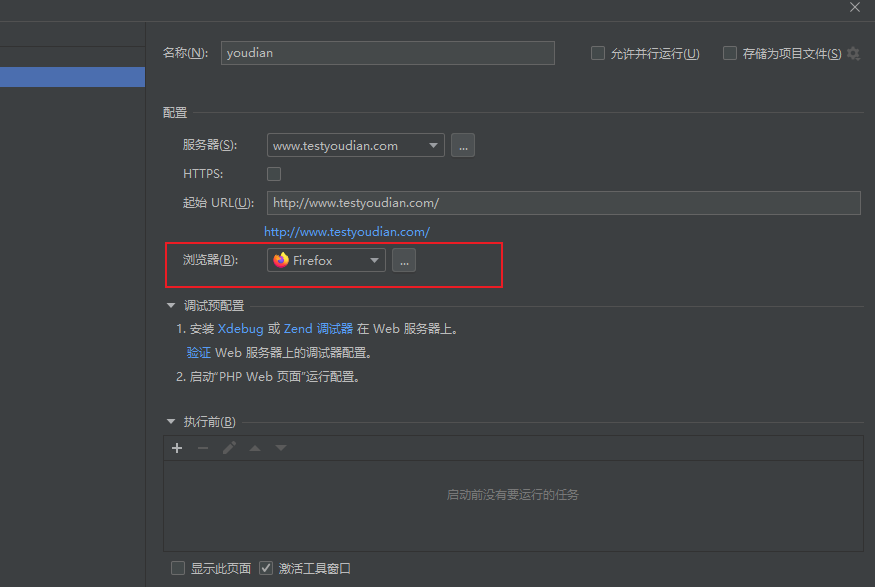 名称(N): youdian 允许并行运行(U) 存储为项目文件(S)
配置
服务器(S): www.testyoudian.com ...
HTTPS:
起始 URL(U): http://www.testyoudian.com/
http://www.testyoudian.com/
浏览器(B): Firefox ...
调试预配置
1. 安装 Xdebug 或 Zend 调试器 在 Web 服务器上。
验证 Web 服务器上的调试器配置。
2. 启动“PHP Web 页面”运行配置。
执行前(B)
启动前没有要运行的任务
显示此页面 激活工具窗口